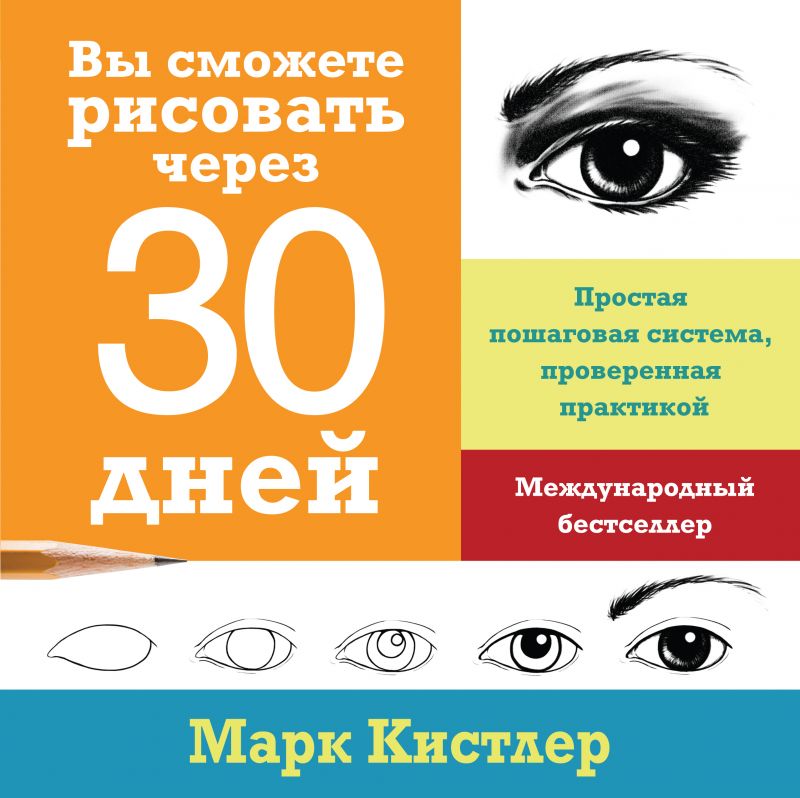 Вы сможете
рисовать
через
30
дней
Простая
пошаговая система,
проверенная
практикой
Международный
бестселлер
Марк Кистлер